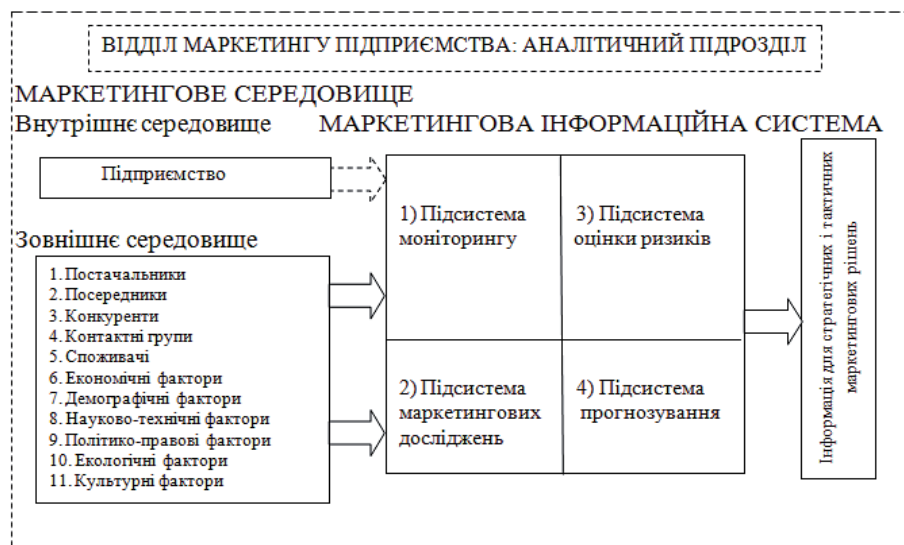 ВІДДІЛ МАРКЕТИНГУ ПІДПРИЄМСТВА: АНАЛІТИЧНИЙ ПІДРОЗДІЛ
МАРКЕТИНГОВЕ СЕРЕДОВИЩЕ
Внутрішнє середовище
МАРКЕТИНГОВА ІНФОРМАЦІЙНА СИСТЕМА
Підприємство
Зовнішнє середовище
1. Постачальники
2. Посередники
3. Конкуренти
4. Контактні групи
5. Споживачі
6. Економічні фактори
7. Демографічні фактори
8. Науково-технічні фактори
9. Політико-правові фактори
10. Екологічні фактори
11. Культурні фактори
1) Підсистема
моніторингу
3) Підсистема
оцінки ризиків
2) Підсистема
маркетингових
досліджень
4) Підсистема
прогнозування
Інформація для стратегічних і тактичних
маркетингових рішень